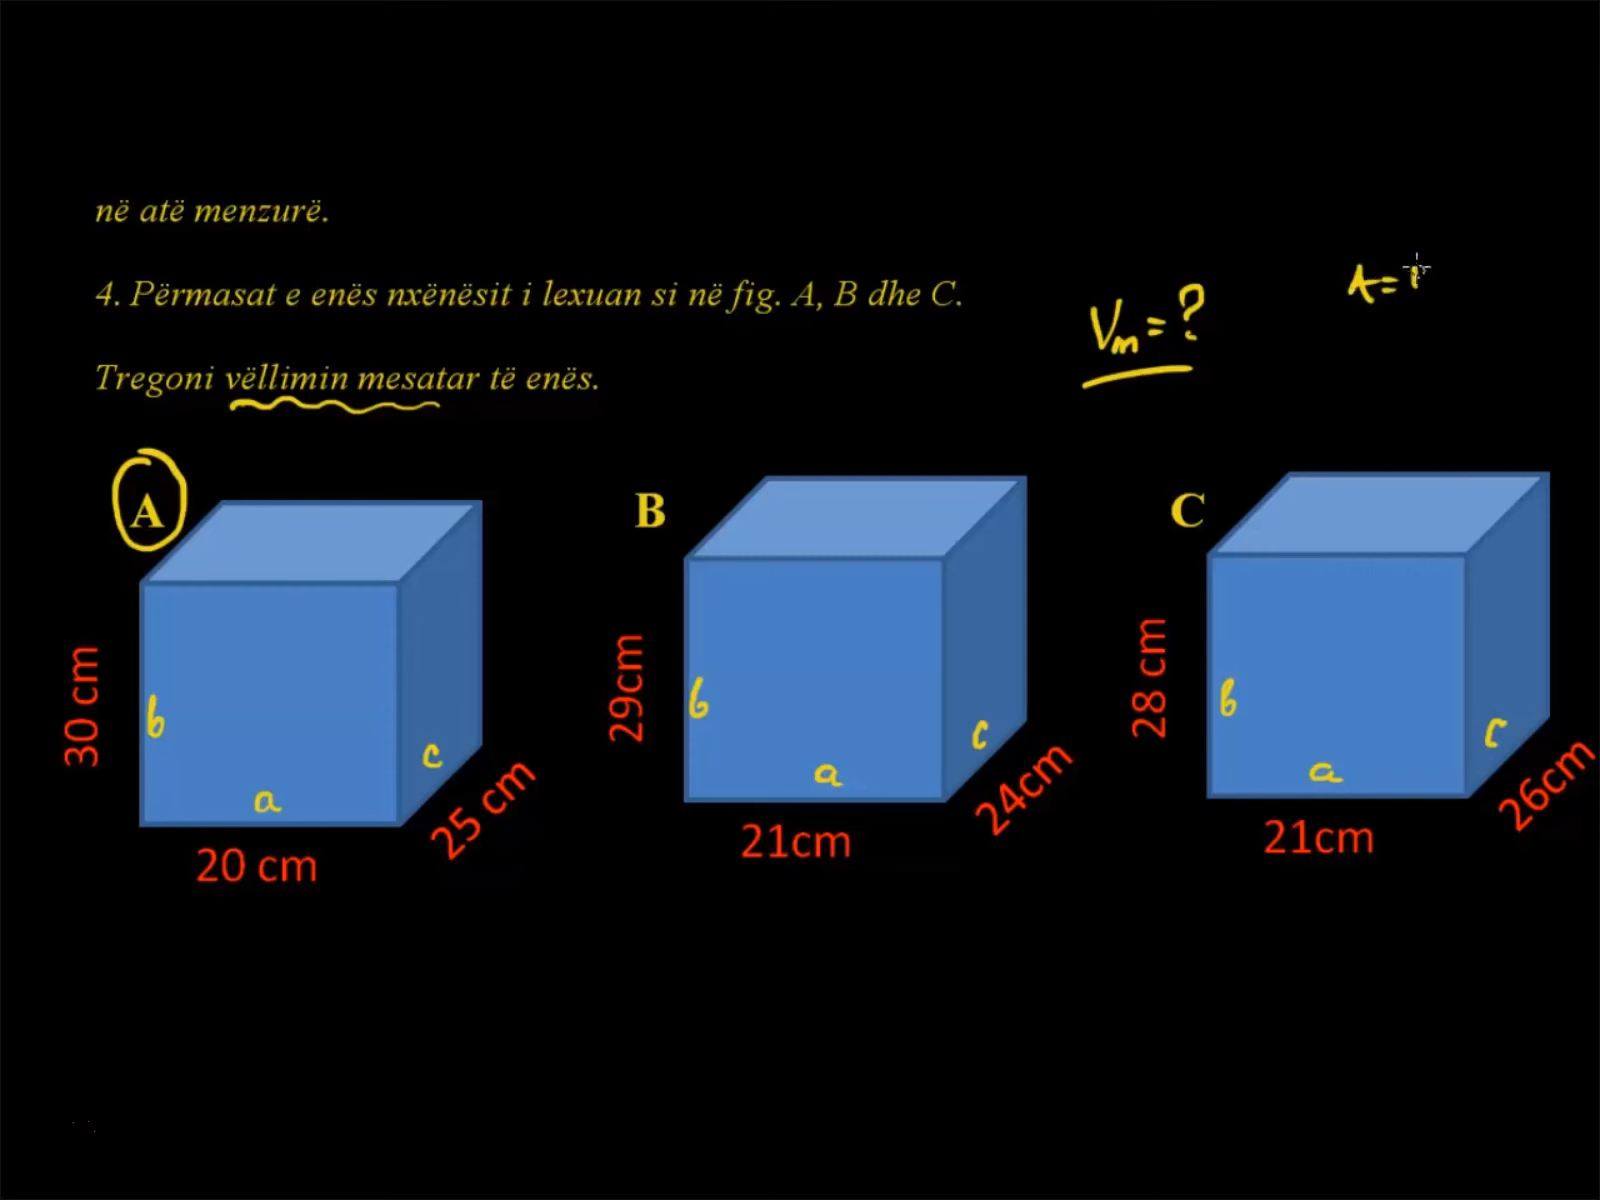 në atë menzurë.
4. Përmasat e enës nxënësit i lexuan si në fig. A, B dhe C.
Tregoni vëllimin mesatar të enës.
Vm = ?
A =
A
30 cm
b
a
c
20 cm
25 cm
B
29cm
b
a
c
21cm
24cm
C
28 cm
b
a
c
21cm
26cm